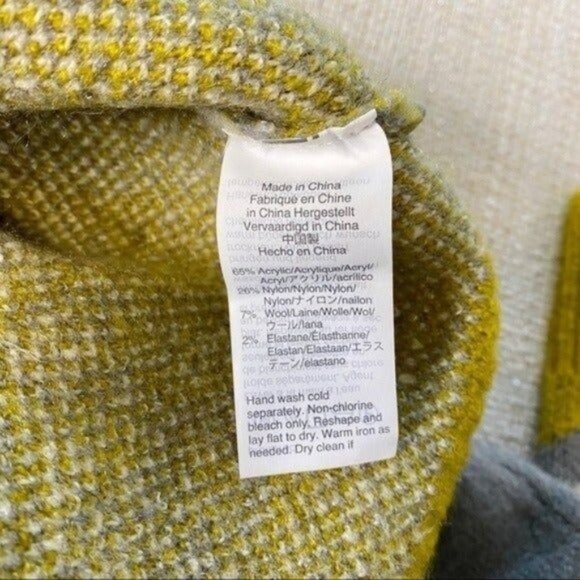 Made in China
Fabriqué en Chine
in China Hergestellt
Vervaardigd in China
中国製
Hecho en China
65% Acrylic/Acrylique/Acryl/
Acryl/アクリル/acrílico
26% Nylon/Nylon/Nylon/
Nylon/ナイロン/nailon
7% Wool/Laine/Wolle/Wol/
ウール/lana
2% Elastane/Élasthanne/
Elastan/Elastaan/エラス
テーン/elastano
Hand wash cold
separately. Non-chlorine
bleach only. Reshape and
lay flat to dry. Warm iron as
needed. Dry clean if